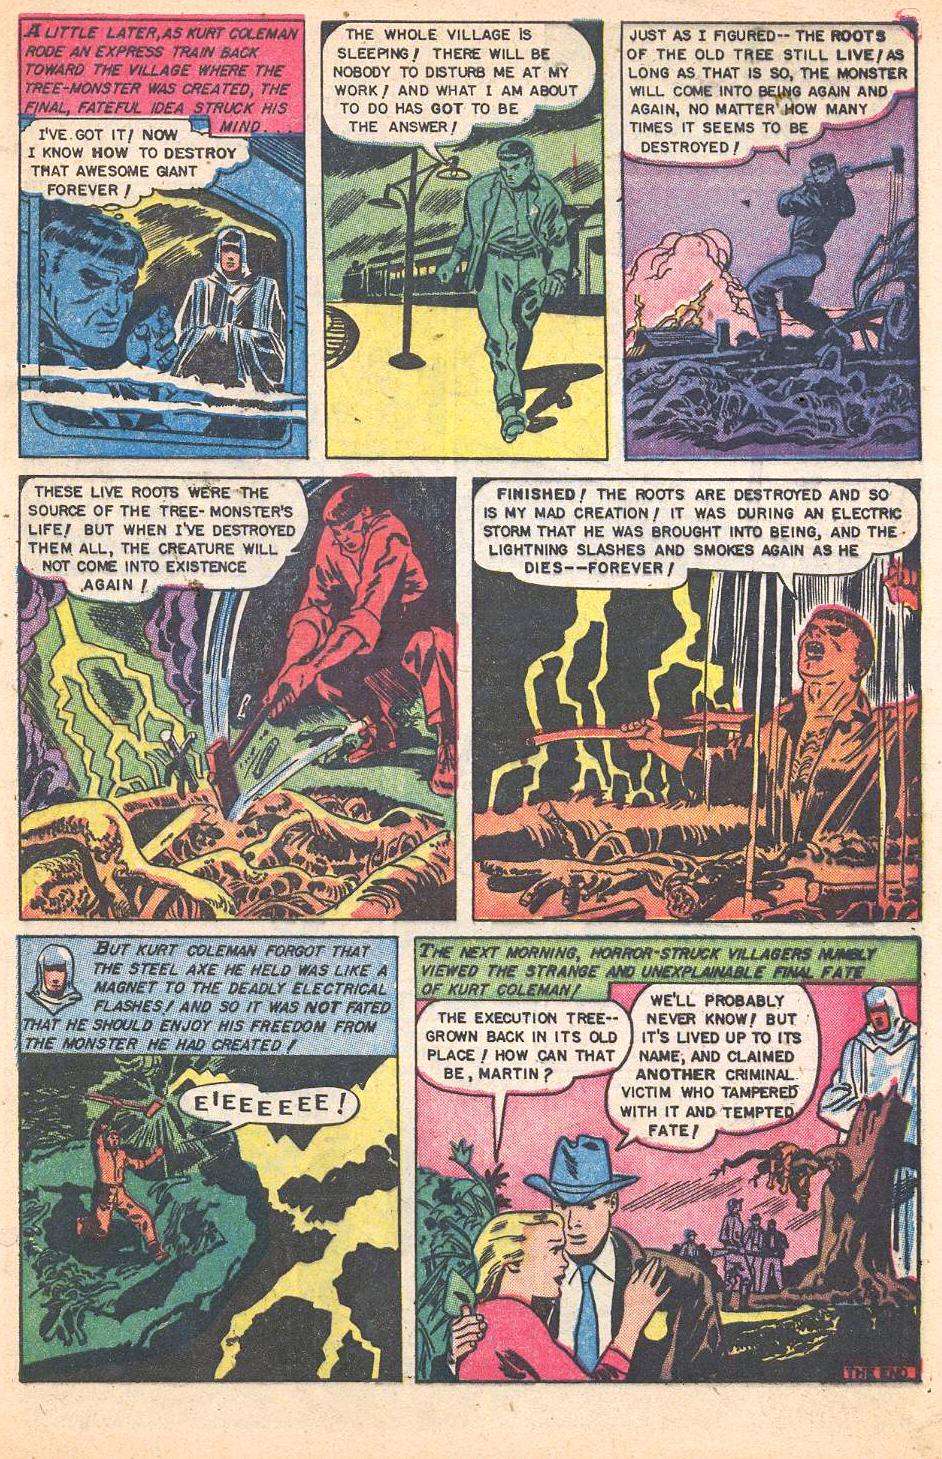 A LITTLE LATER, AS KURT COLEMAN
RODE AN EXPRESS TRAIN BACK
TOWARD THE VILLAGE WHERE THE
TREE-MONSTER WAS CREATED, THE
FINAL, FATEFUL IDEA STRUCK HIS
MIND...
I'VE GOT IT! NOW
I KNOW HOW TO DESTROY
THAT AWESOME GIANT
FOREVER!
THE WHOLE VILLAGE IS
SLEEPING! THERE WILL BE
NOBODY TO DISTURB ME AT MY
WORK! AND WHAT I AM ABOUT
TO DO HAS GOT TO BE
THE ANSWER!
JUST AS I FIGURED-- THE ROOTS
OF THE OLD TREE STILL LIVE! AS
LONG AS THAT IS SO, THE MONSTER
WILL COME INTO BEING AGAIN AND
AGAIN, NO MATTER HOW MANY
TIMES IT SEEMS TO BE
DESTROYED!
THESE LIVE ROOTS WERE THE
SOURCE OF THE TREE-MONSTER'S
LIFE! BUT WHEN I'VE DESTROYED
THEM ALL, THE CREATURE WILL
NOT COME INTO EXISTENCE
AGAIN!
FINISHED! THE ROOTS ARE DESTROYED AND SO
IS MY MAD CREATION! IT WAS DURING AN ELECTRIC
STORM THAT HE WAS BROUGHT INTO BEING, AND THE
LIGHTNING SLASHES AND SMOKES AGAIN AS HE
DIES--FOREVER!
BUT KURT COLEMAN FORGOT THAT
THE STEEL AXE HE HELD WAS LIKE A
MAGNET TO THE DEADLY ELECTRICAL
FLASHES! AND SO IT WAS NOT FATED
THAT HE SHOULD ENJOY HIS FREEDOM FROM
THE MONSTER HE HAD CREATED!
EIEEEEEE!
THE NEXT MORNING, HORROR-STRUCK VILLAGERS NUMBLY
VIEWED THE STRANGE AND UNEXPLAINABLE FINAL FATE
OF KURT COLEMAN!
THE EXECUTION TREE--
GROWN BACK IN ITS OLD
PLACE! HOW CAN THAT
BE, MARTIN?
WE'LL PROBABLY
NEVER KNOW! BUT
IT'S LIVED UP TO ITS
NAME, AND CLAIMED
ANOTHER CRIMINAL
VICTIM WHO TAMPERED
WITH IT AND TEMPTED
FATE!
THE END